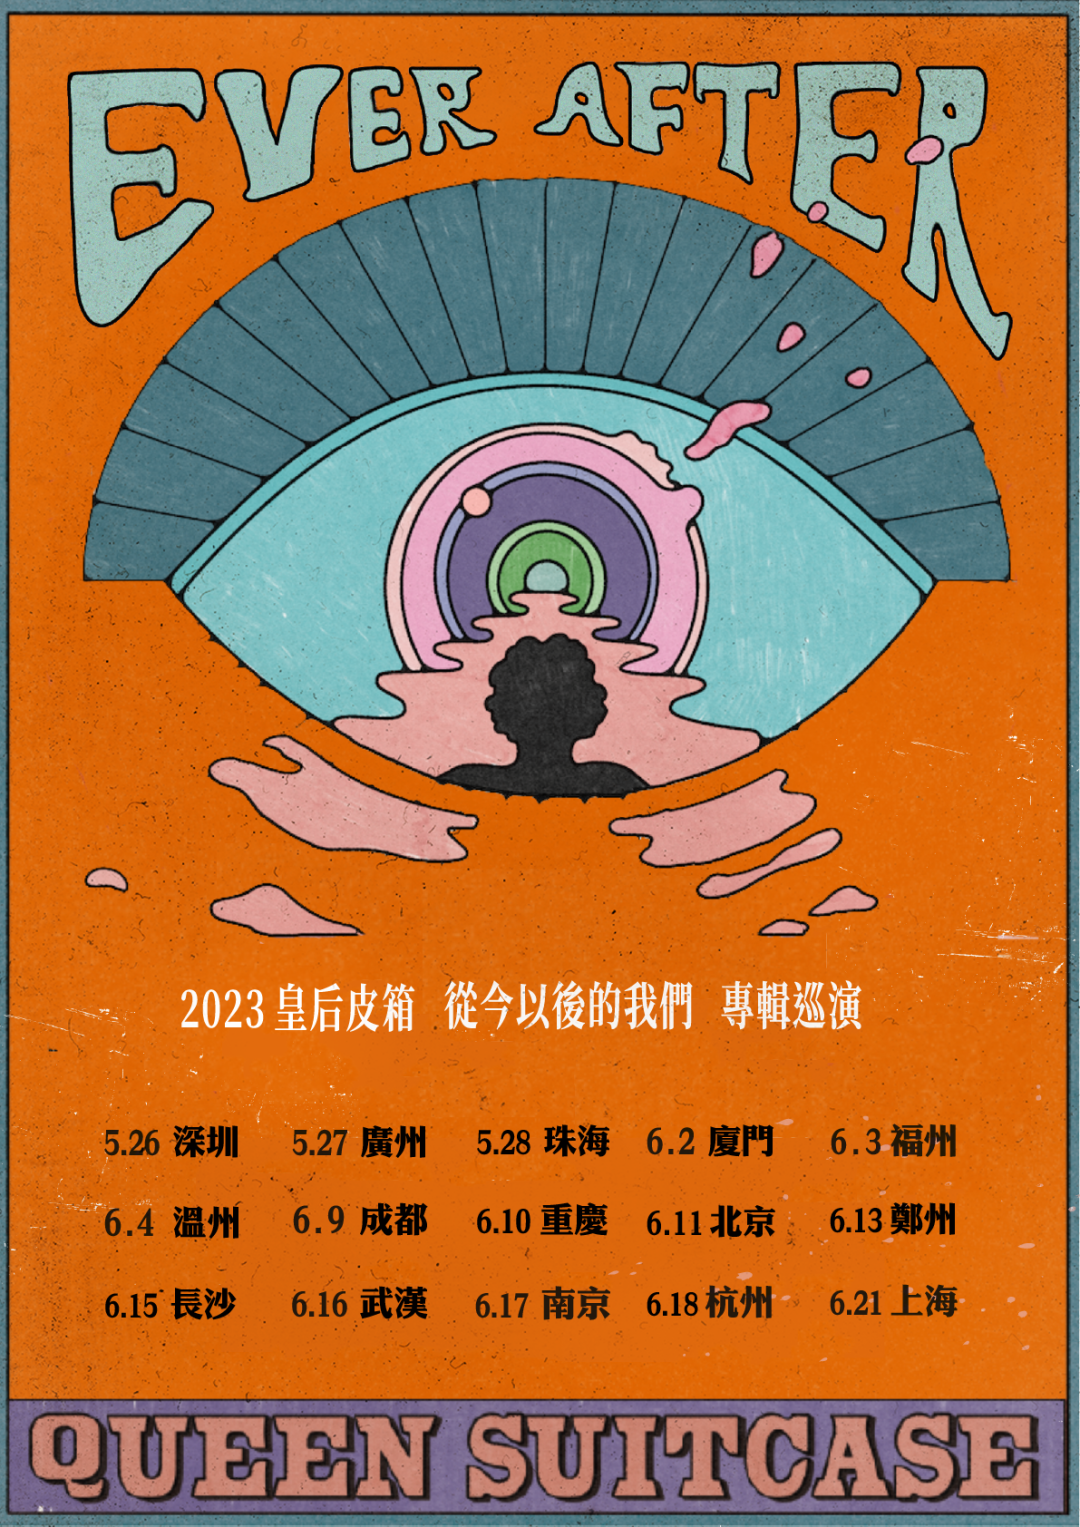 EVER AFTER
2023 皇后皮箱 從今以後的我們 專輯巡演
5.26 深圳 5.27 廣州 5.28 珠海 6.2 廈門 6.3 福州
6.4 溫州 6.9 成都 6.10 重慶 6.11 北京 6.13 鄭州
6.15 長沙 6.16 武漢 6.17 南京 6.18 杭州 6.21 上海
QUEEN SUITCASE